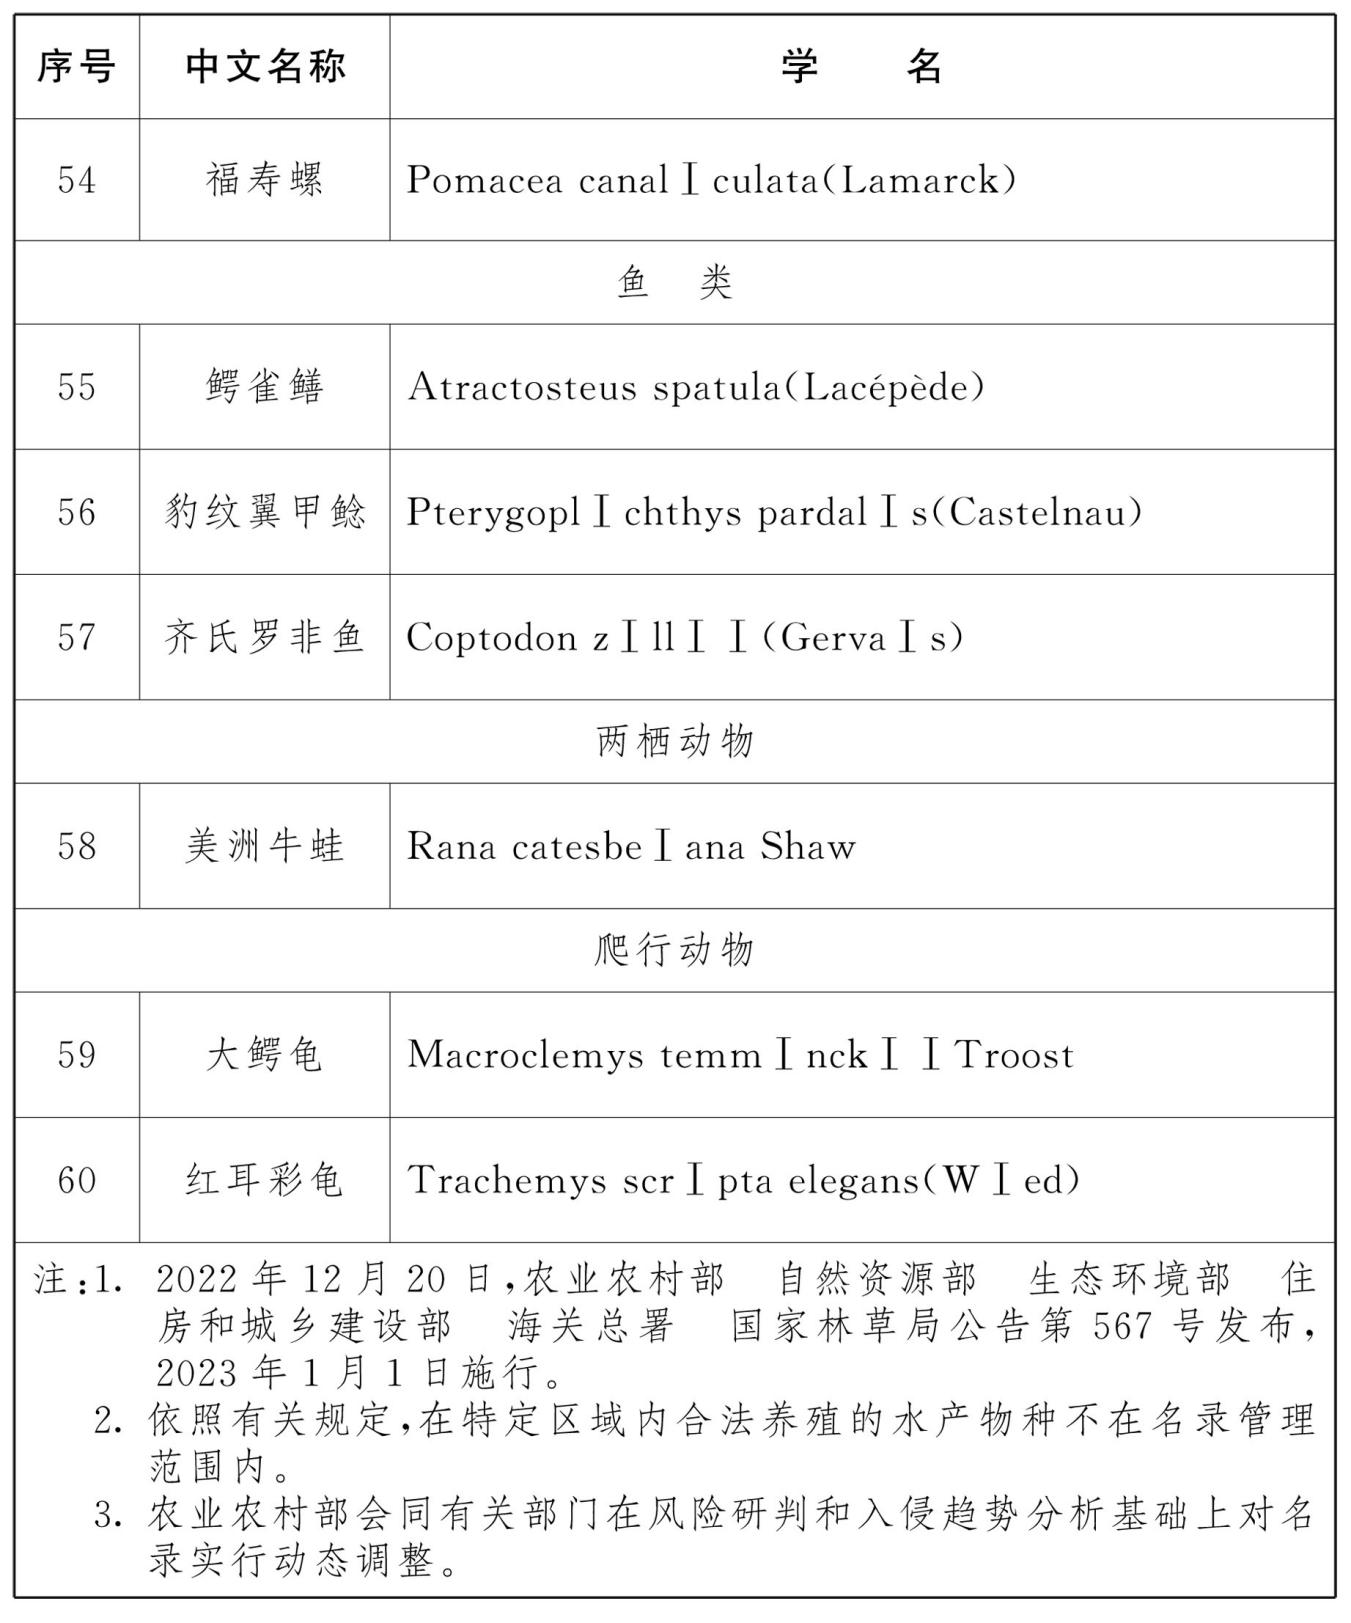 序号 中文名称 学 名
54 福寿螺 Pomacea canalⅠculata(Lamarck)
鱼 类
55 鳄雀鳝 Atractosteus spatula(Lacépède)
56 豹纹翼甲鲶 PterygoplⅠchthys pardalⅠs(Castelnau)
57 齐氏罗非鱼 Coptodon zⅠllⅠⅠ(GervaⅠs)
两栖动物
58 美洲牛蛙 Rana catesbeⅠana Shaw
爬行动物
59 大鳄龟 Macroclemys temmⅠnckⅠⅠTroost
60 红耳彩龟 Trachemys scrⅠpta elegans(WⅠed)
注:1. 2022年12月20日,农业农村部 自然资源部 生态环境部 住
房和城乡建设部 海关总署 国家林草局公告第567号发布,
2023年1月1日施行。
2. 依照有关规定,在特定区域内合法养殖的水产物种不在名录管理
范围内。
3. 农业农村部会同有关部门在风险研判和入侵趋势分析基础上对名
录实行动态调整。